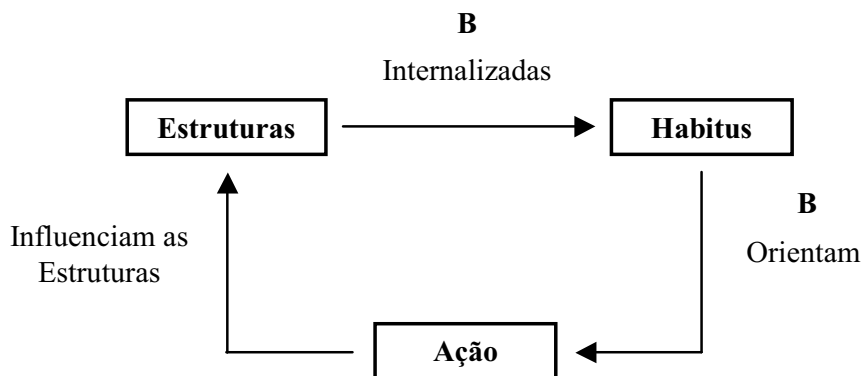 B
Internalizadas
Estruturas
Habitus
B
Orientam
Influenciam as
Estruturas
Ação